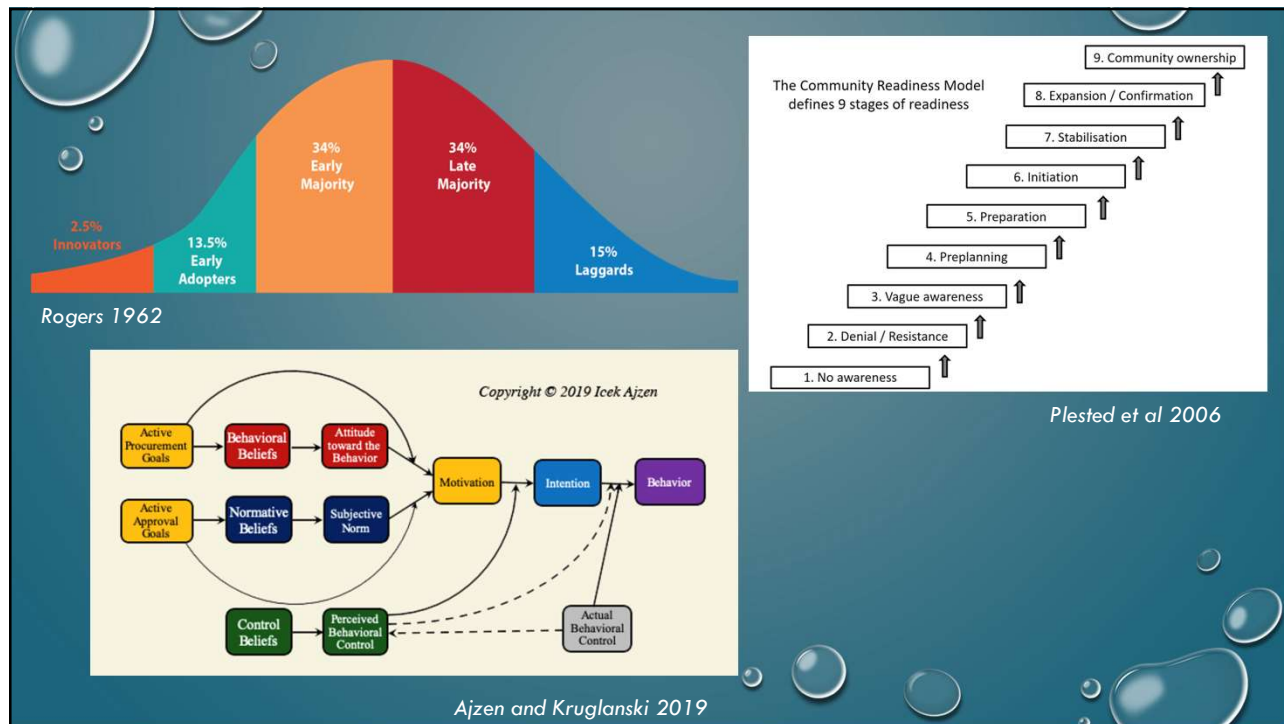 2.5%
Innovators
13.5%
Early
Adopters
34%
Early
Majority
34%
Late
Majority
15%
Laggards
Rogers 1962
The Community Readiness Model
defines 9 stages of readiness
9. Community ownership
8. Expansion / Confirmation
7. Stabilisation
6. Initiation
5. Preparation
4. Preplanning
3. Vague awareness
2. Denial / Resistance
1. No awareness
Plested et al 2006
Copyright © 2019 Icek Ajzen
Active
Procurement
Goals
Behavioral
Beliefs
Attitude
toward the
Behavior
Motivation
Intention
Behavior
Active
Approval
Goals
Normative
Beliefs
Subjective
Norm
Control
Beliefs
Perceived
Behavioral
Control
Actual
Behavioral
Control
Ajzen and Kruglanski 2019